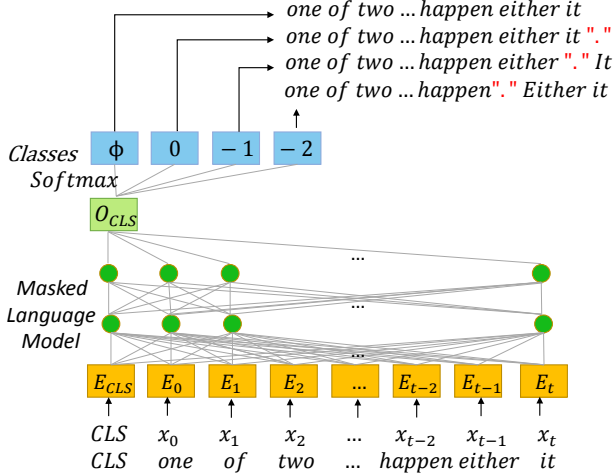 one of two ... happen either it
one of two ... happen either it "."
one of two ... happen either "." It
one of two ... happen"." Either it
Classes ϕ 0 −1 −2
Softmax
O_CLS
...
Masked
Language
Model
...
...
E_CLS E_0 E_1 E_2 ... E_t−2 E_t−1 E_t
CLS x_0 x_1 x_2 ... x_t−2 x_t−1 x_t
CLS one of two ... happen either it